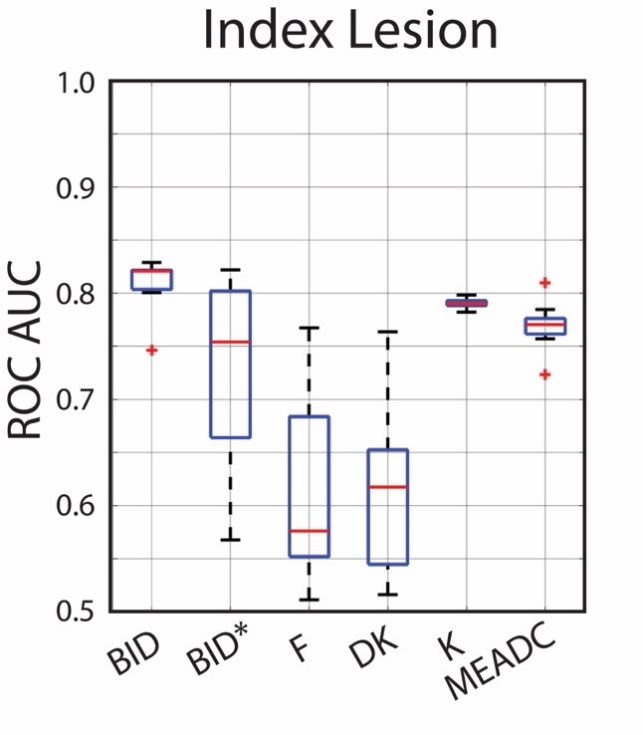 Index Lesion
ROC AUC
1.0
0.9
0.8
0.7
0.6
0.5
BID
BID*
F
DK
K
MEADC